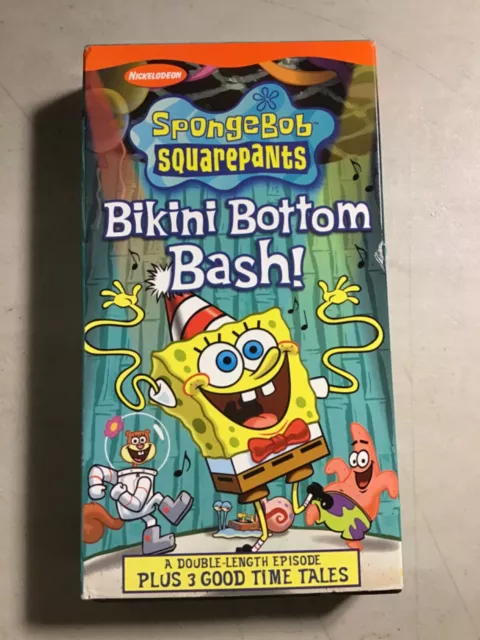 NICKELODEON
SpongeBob
SQUAREPANTS
Bikini Bottom
Bash!
A DOUBLE-LENGTH EPISODE
PLUS 3 GOOD TIME TALES